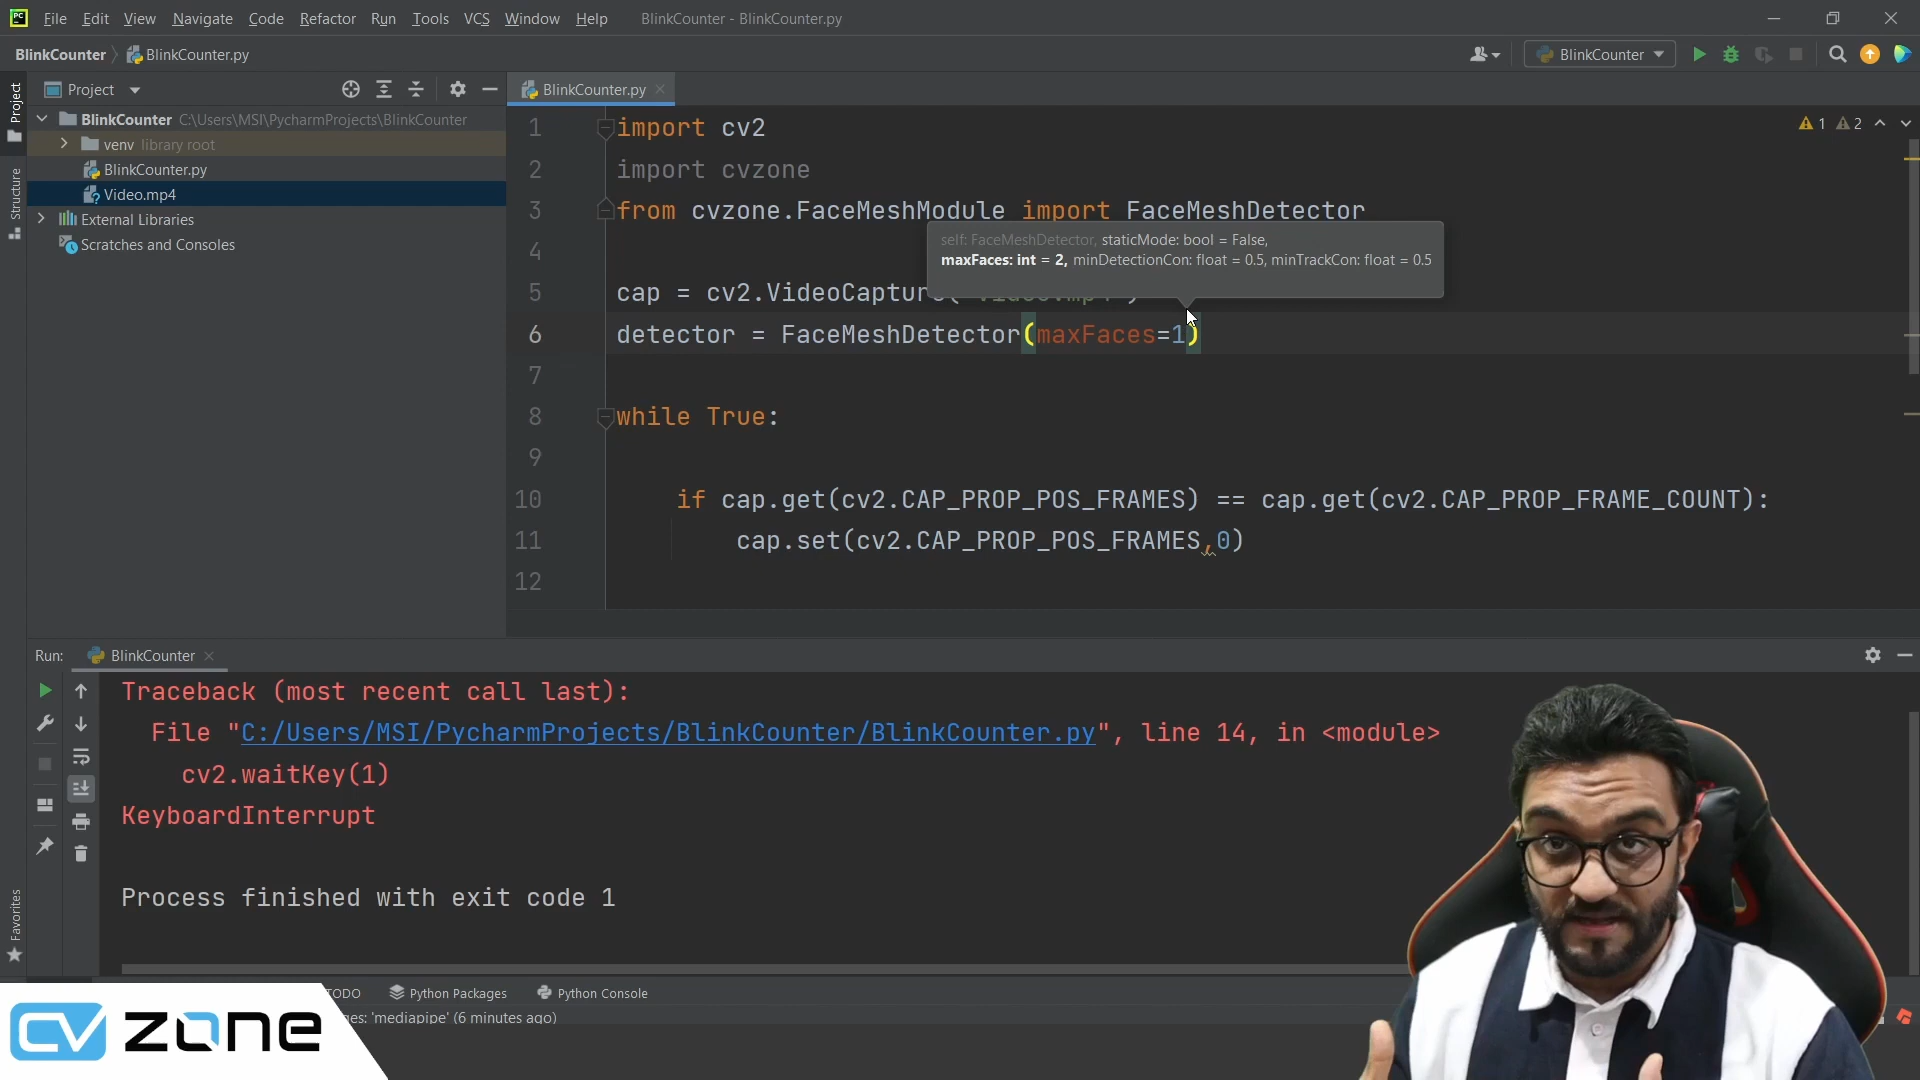 File Edit View Navigate Code Refactor Run Tools VCS Window Help BlinkCounter - BlinkCounter.py
BlinkCounter BlinkCounter.py BlinkCounter
Project BlinkCounter.py
Project
BlinkCounter C:\Users\MSI\PycharmProjects\BlinkCounter
venv library root
BlinkCounter.py
Video.mp4
External Libraries
Scratches and Consoles
Structure
Favorites
1 2
1 import cv2
2 import cvzone
3 from cvzone.FaceMeshModule import FaceMeshDetector
self: FaceMeshDetector, staticMode: bool = False,
maxFaces: int = 2, minDetectionCon: float = 0.5, minTrackCon: float = 0.5
4
5 cap = cv2.VideoCapture(
6 detector = FaceMeshDetector(maxFaces=1)
7
8 while True:
9
10 if cap.get(cv2.CAP_PROP_POS_FRAMES) == cap.get(cv2.CAP_PROP_FRAME_COUNT):
11 cap.set(cv2.CAP_PROP_POS_FRAMES,0)
12
Run: BlinkCounter
Traceback (most recent call last):
File "C:/Users/MSI/PycharmProjects/BlinkCounter/BlinkCounter.py", line 14, in <module>
cv2.waitKey(1)
KeyboardInterrupt
Process finished with exit code 1
TODO Python Packages Python Console
es: 'mediapipe' (6 minutes ago)
CV zone